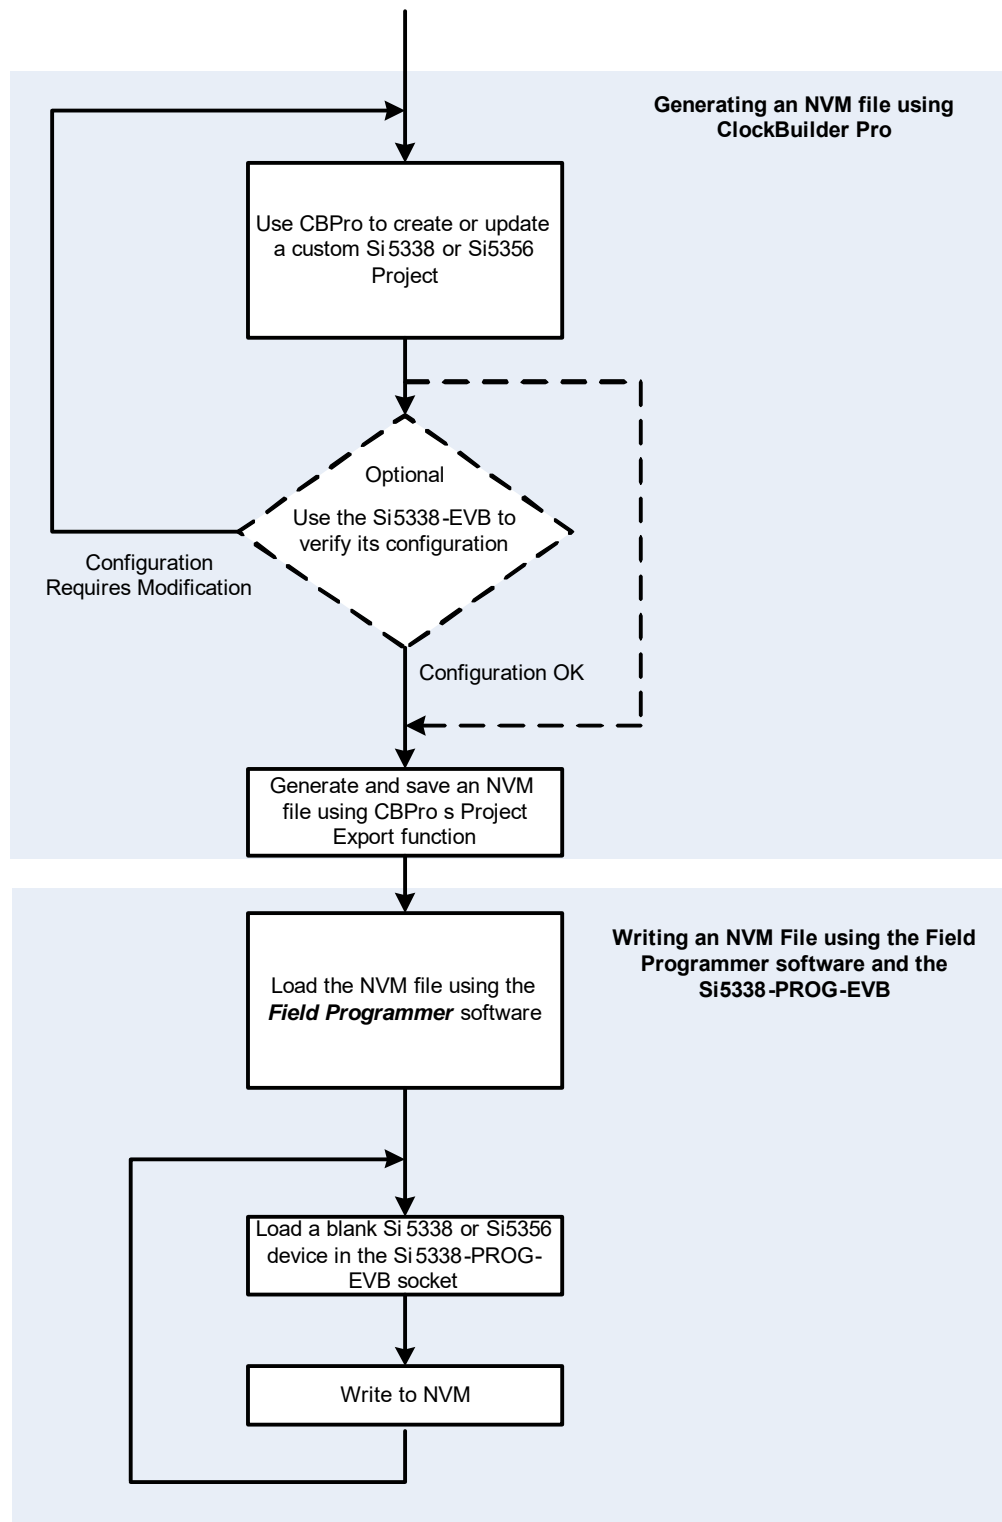 Generating an NVM file using
ClockBuilder Pro
Use CBPro to create or update
a custom Si5338 or Si5356
Project
Optional
Use the Si5338-EVB to
verify its configuration
Configuration
Requires Modification
Configuration OK
Generate and save an NVM
file using CBPro s Project
Export function
Writing an NVM File using the Field
Programmer software and the
Si5338-PROG-EVB
Load the NVM file using the
Field Programmer software
Load a blank Si5338 or Si5356
device in the Si5338-PROG-
EVB socket
Write to NVM